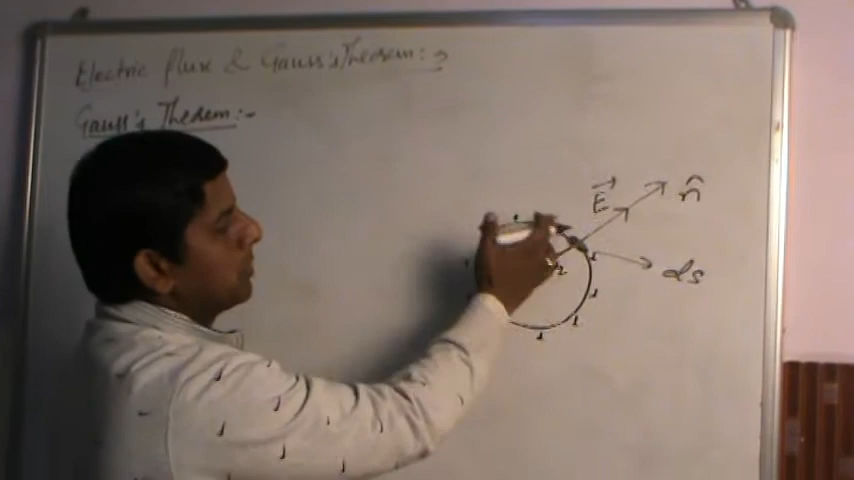 Electric flux & Gauss's Theorem:→
Gauss's Theorem:-
E⃗ n̂
r
ds